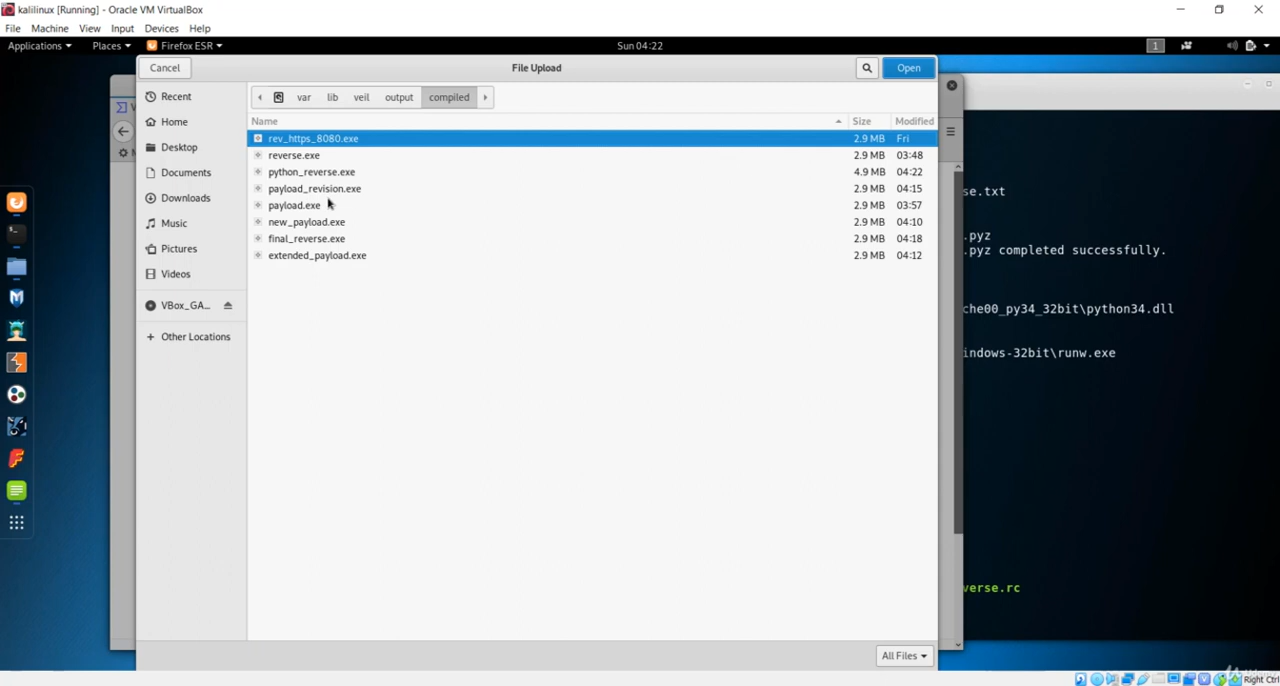 kalilinux [Running] - Oracle VM VirtualBox
File Machine View Input Devices Help
Applications Places Firefox ESR Sun 04:22 1
Cancel File Upload Open
Recent
Home
Desktop
Documents
Downloads
Music
Pictures
Videos
VBox_GA...
+ Other Locations
var lib veil output compiled
Name Size Modified
rev_https_8080.exe 2.9 MB Fri
reverse.exe 2.9 MB 03:48
python_reverse.exe 4.9 MB 04:22
payload_revision.exe 2.9 MB 04:15
payload.exe 2.9 MB 03:57
new_payload.exe 2.9 MB 04:10
final_reverse.exe 2.9 MB 04:18
extended_payload.exe 2.9 MB 04:12
All Files
se.txt
.pyz
.pyz completed successfully.
che00_py34_32bit\python34.dll
indows-32bit\runw.exe
verse.rc
Right Ctrl